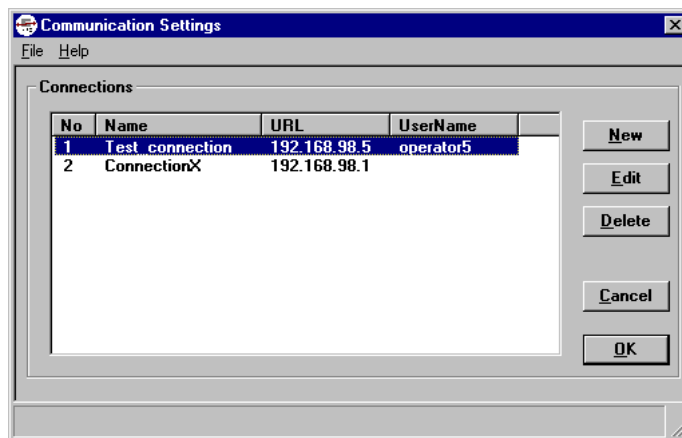 Communication Settings
File Help
Connections
No Name URL UserName
1 Test_connection 192.168.98.5 operator5
2 ConnectionX 192.168.98.1
New
Edit
Delete
Cancel
OK